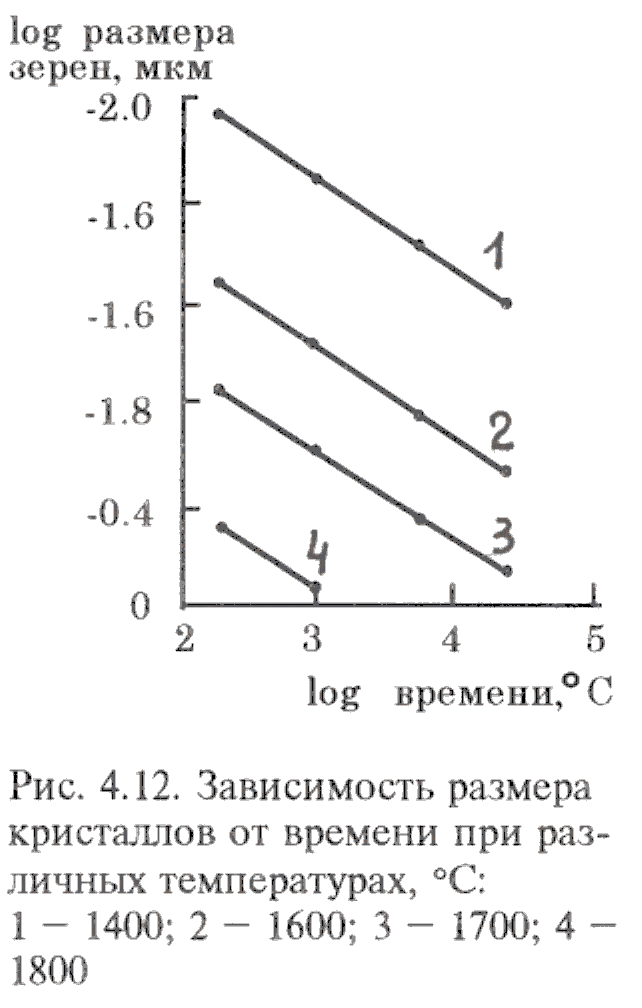 log размера
зерен, мкм
-2.0
-1.6
1
-1.6
-1.8
2
-0.4
3
4
0
2 3 4 5
log времени,°C
Рис. 4.12. Зависимость размера
кристаллов от времени при раз-
личных температурах, °C:
1 – 1400; 2 – 1600; 3 – 1700; 4 –
1800